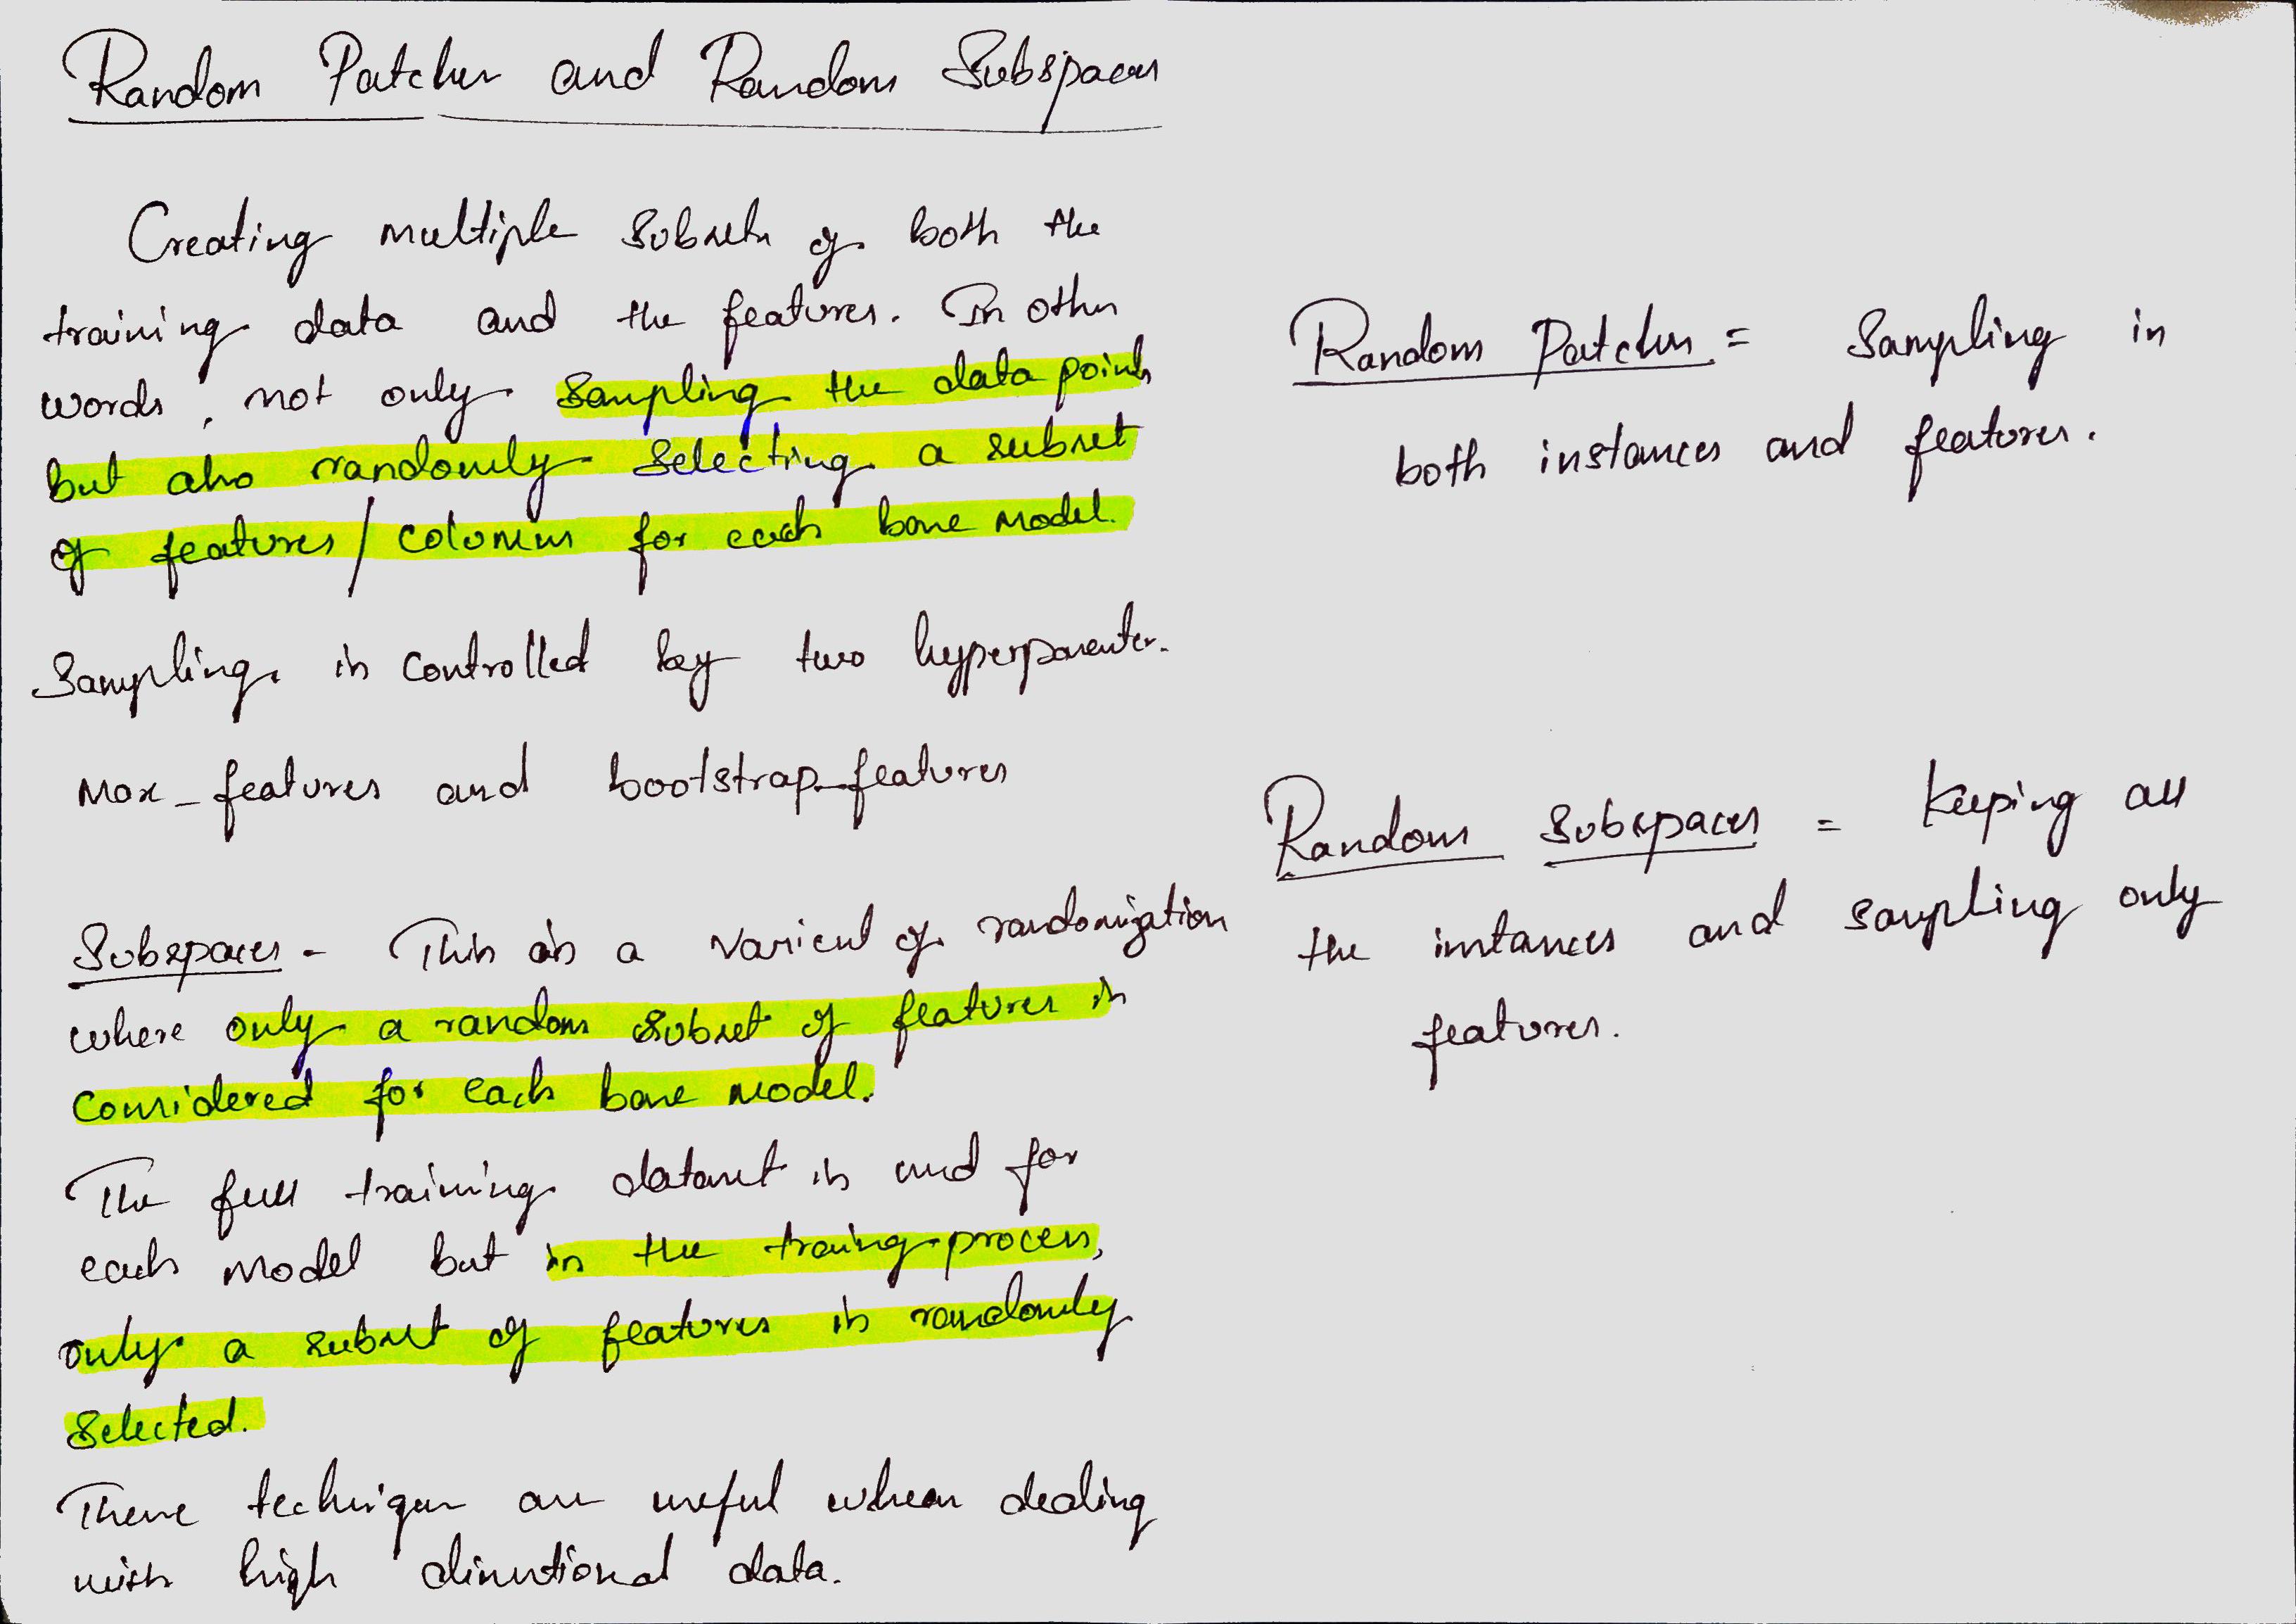 Random Patches and Random Subspaces
Creating multiple subsets of both the
training data and the features. In other
words, not only sampling the data points
but also randomly selecting a subset
of features/columns for each base model.
Sampling is controlled by two hyperparameter.
max_features and bootstrap_features
Subspaces - This is a varient of randomization
where only a random subset of features is
considered for each base model.
The full training dataset is used for
each model but in the traing process,
only a subset of features is randomly
selected.
These techniques are useful when dealing
with high dimentional data.
Random Patches = Sampling in
both instances and features.
Random Subspaces = Keeping all
the instances and sampling only
features.